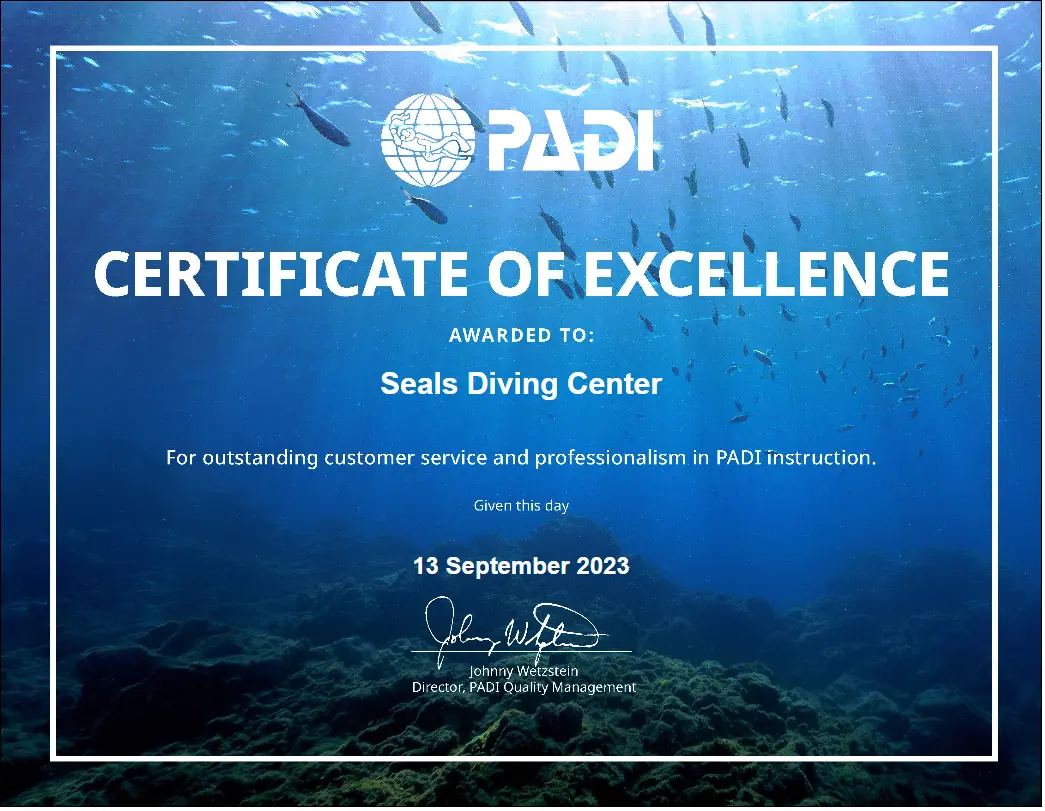 PADI®
CERTIFICATE OF EXCELLENCE
AWARDED TO:
Seals Diving Center
For outstanding customer service and professionalism in PADI instruction.
Given this day
13 September 2023
Johnny Wetzstein
Johnny Wetzstein
Director, PADI Quality Management